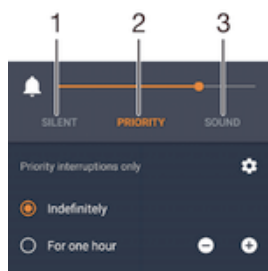 1 2 3
SILENT PRIORITY SOUND
Priority interruptions only
Indefinitely
For one hour